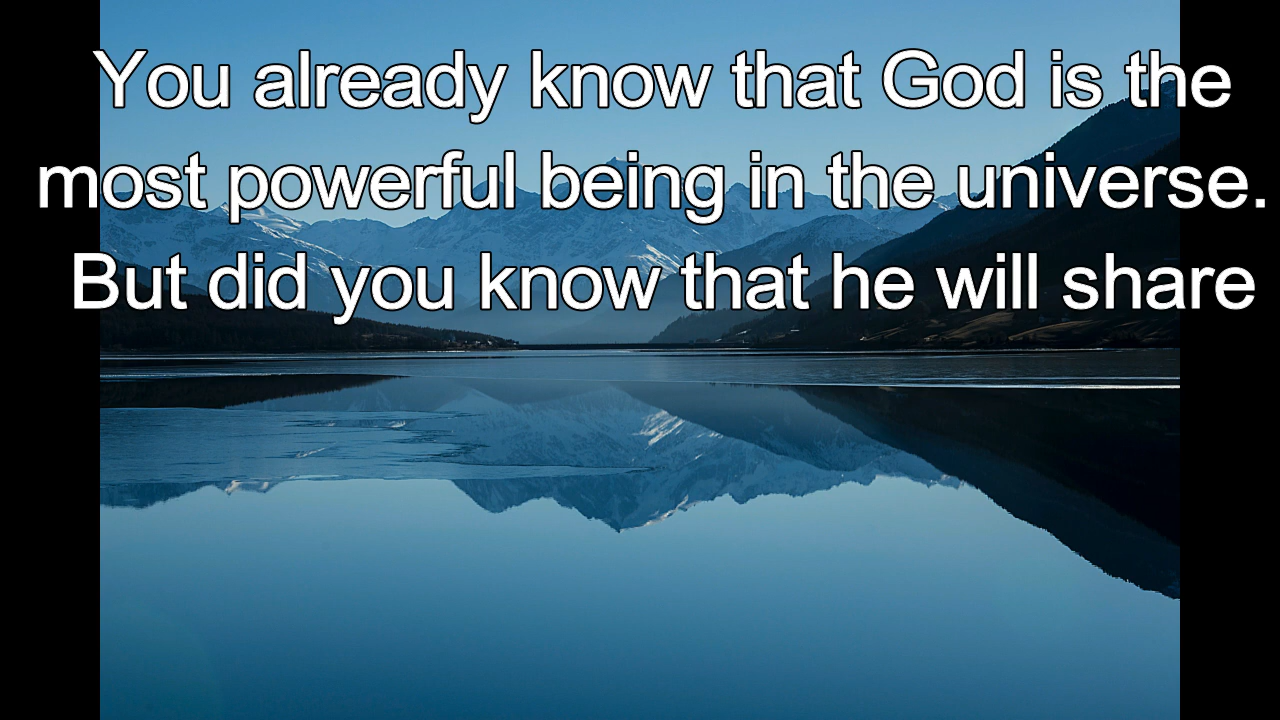 You already know that God is the
most powerful being in the universe.
But did you know that he will share